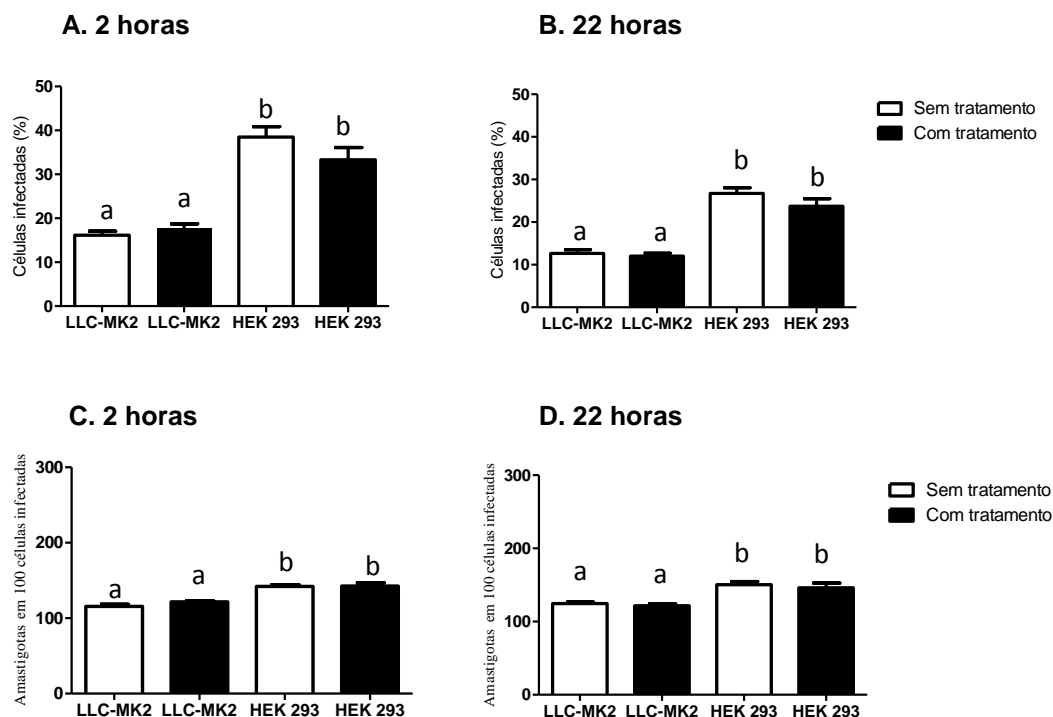 A. 2 horas
Células infectadas (%)
50
40
30
20
10
0
a
a
b
b
LLC-MK2 LLC-MK2 HEK 293 HEK 293
B. 22 horas
Células infectadas (%)
50
40
30
20
10
0
a
a
b
b
LLC-MK2 LLC-MK2 HEK 293 HEK 293
Sem tratamento
Com tratamento
C. 2 horas
Amastigotas em 100 células infectadas
300
200
100
0
a
a
b
b
LLC-MK2 LLC-MK2 HEK 293 HEK 293
D. 22 horas
Amastigotas em 100 células infectadas
300
200
100
0
a
a
b
b
LLC-MK2 LLC-MK2 HEK 293 HEK 293
Sem tratamento
Com tratamento